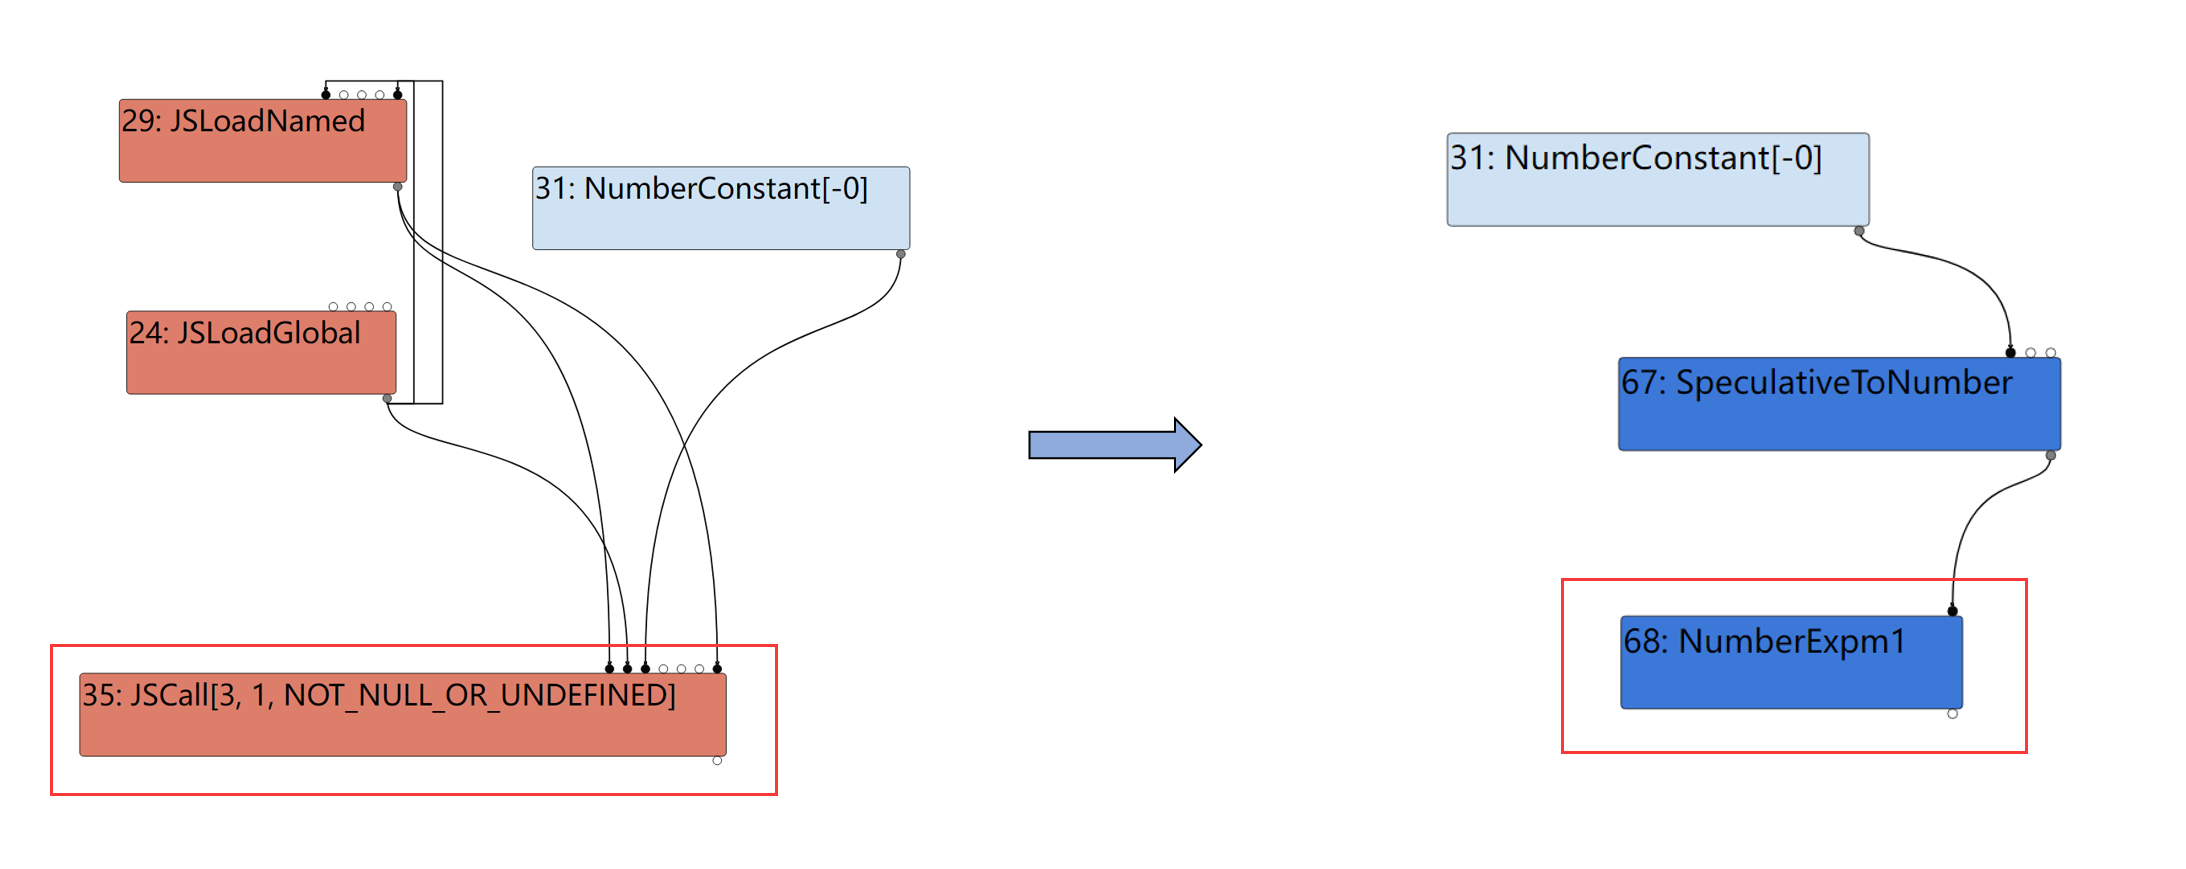 29: JSLoadNamed
31: NumberConstant[-0]
24: JSLoadGlobal
35: JSCall[3, 1, NOT_NULL_OR_UNDEFINED]
31: NumberConstant[-0]
67: SpeculativeToNumber
68: NumberExpm1